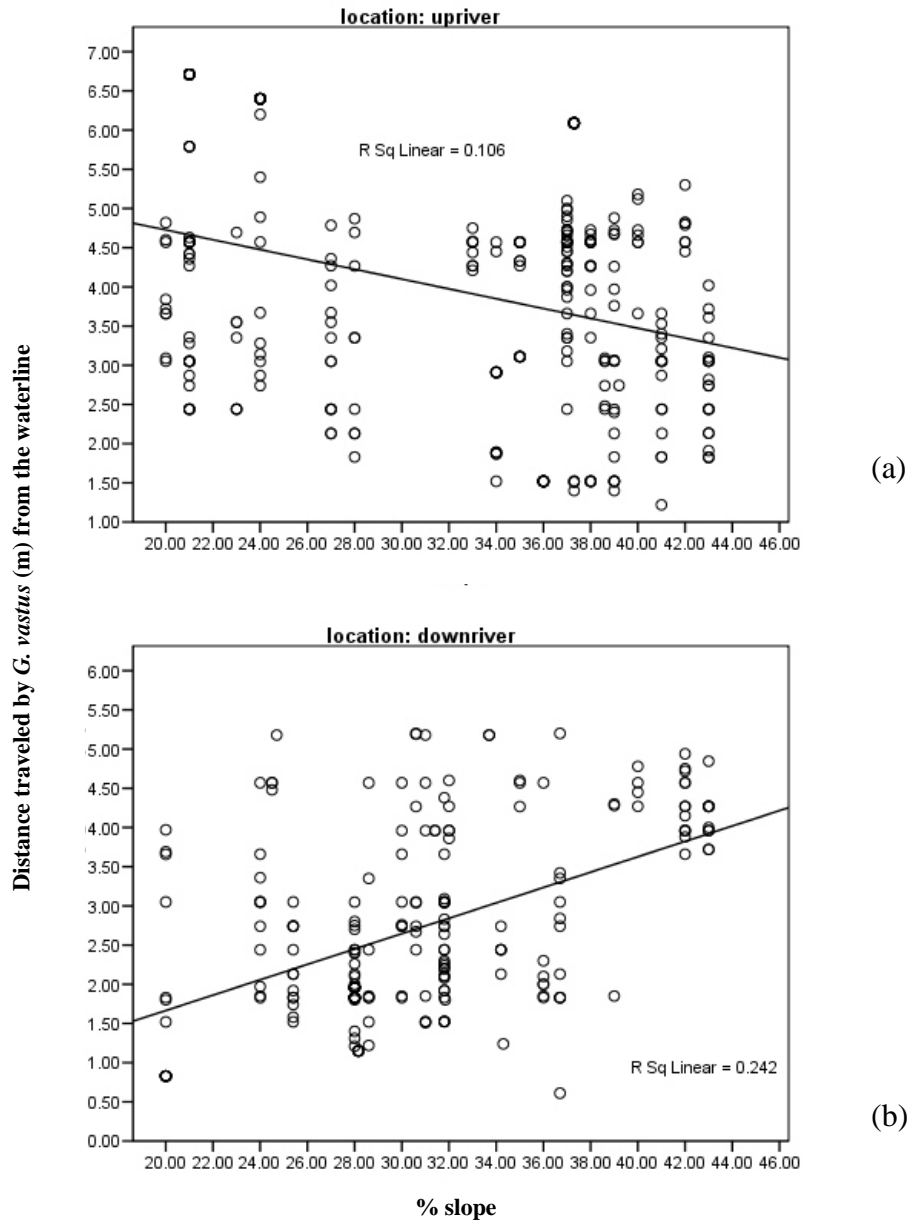 location: upriver
Distance traveled by G. vastus (m) from the waterline
7.00
6.50
6.00
5.50
5.00
4.50
4.00
3.50
3.00
2.50
2.00
1.50
1.00
R Sq Linear = 0.106
20.00 22.00 24.00 26.00 28.00 30.00 32.00 34.00 36.00 38.00 40.00 42.00 44.00 46.00
(a)
location: downriver
6.00
5.50
5.00
4.50
4.00
3.50
3.00
2.50
2.00
1.50
1.00
0.50
0.00
R Sq Linear = 0.242
20.00 22.00 24.00 26.00 28.00 30.00 32.00 34.00 36.00 38.00 40.00 42.00 44.00 46.00
(b)
% slope